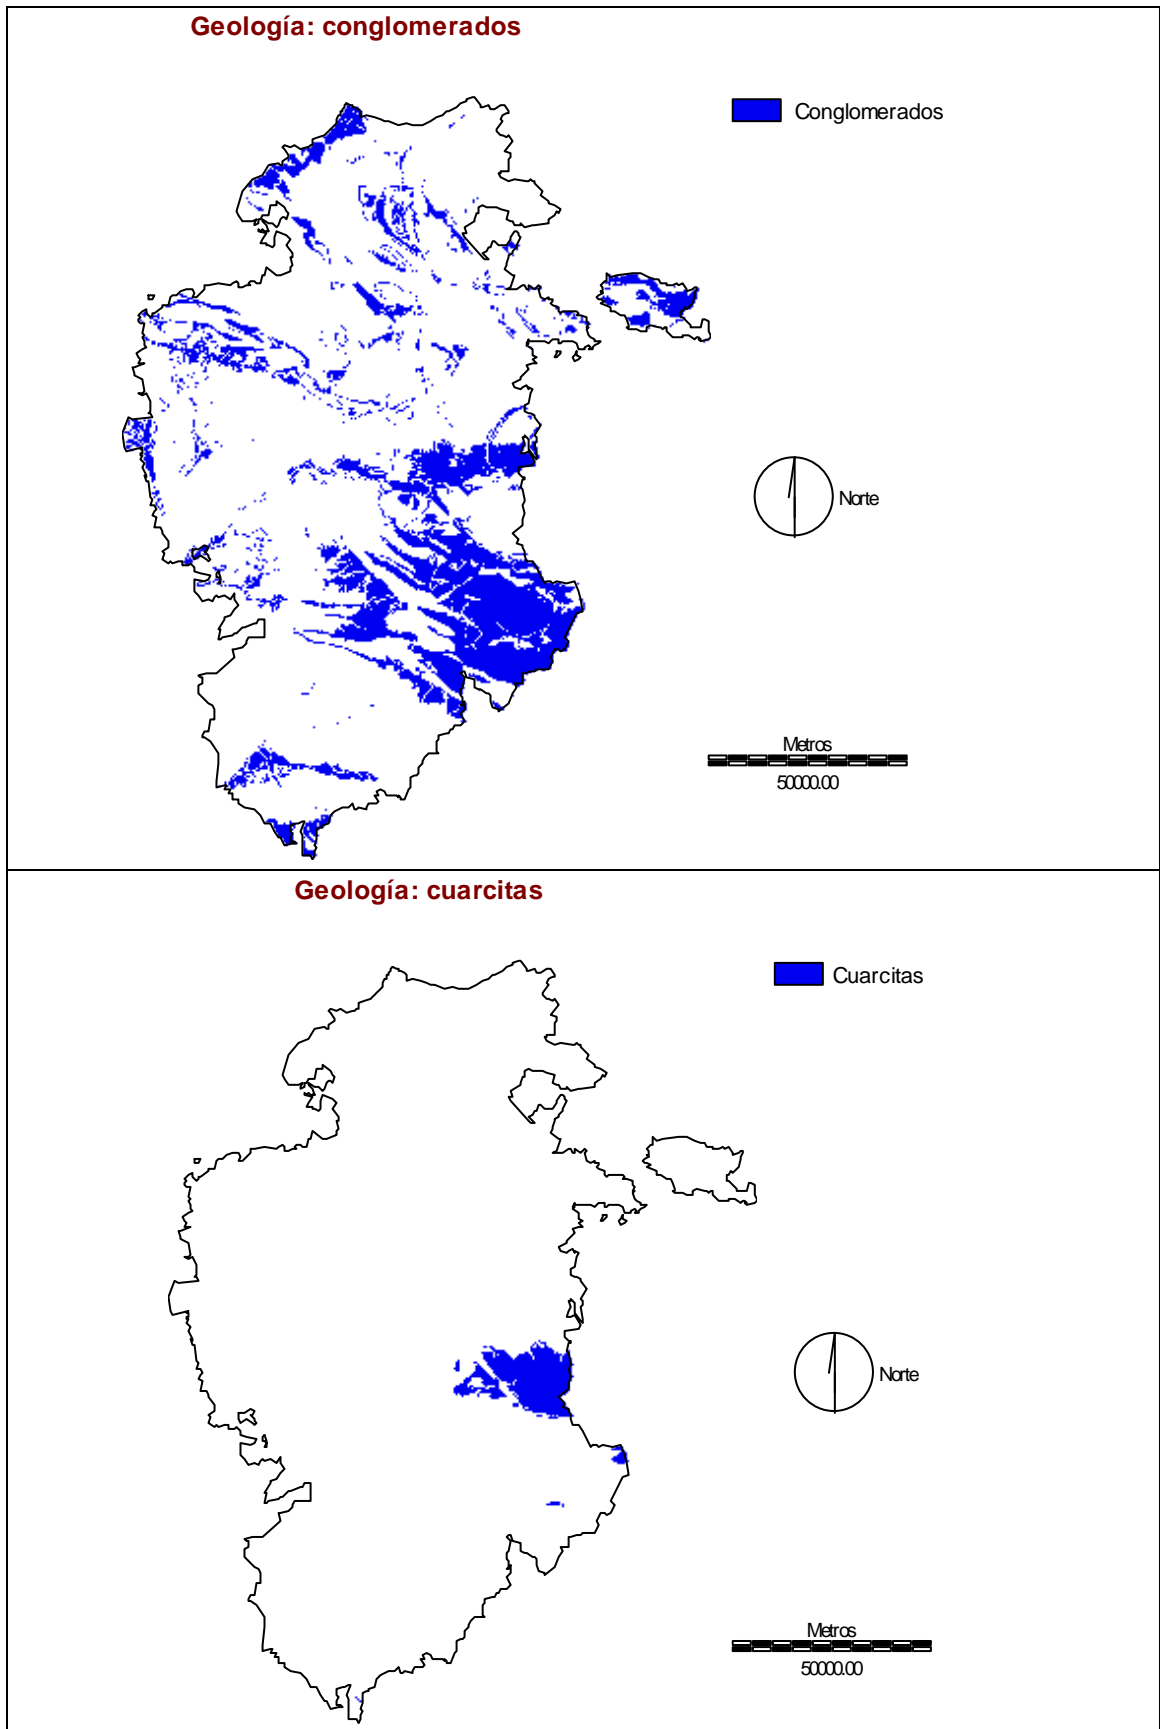 Geología: conglomerados
Conglomerados
Norte
Metros
50000.00
Geología: cuarcitas
Cuarcitas
Norte
Metros
50000.00